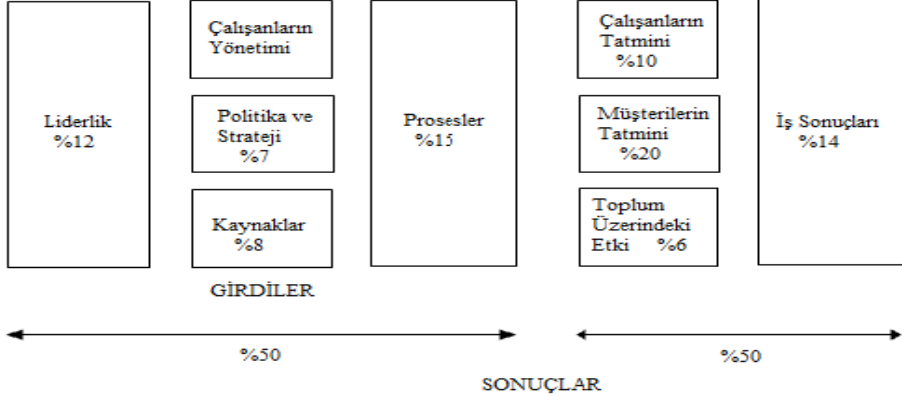 Liderlik
%12
Çalışanların
Yönetimi
Politika ve
Strateji
%7
Kaynaklar
%8
Prosesler
%15
Çalışanların
Tatmini
%10
Müşterilerin
Tatmini
%20
Toplum
Üzerindeki
Etki %6
İş Sonuçları
%14
GİRDİLER
%50
%50
SONUÇLAR